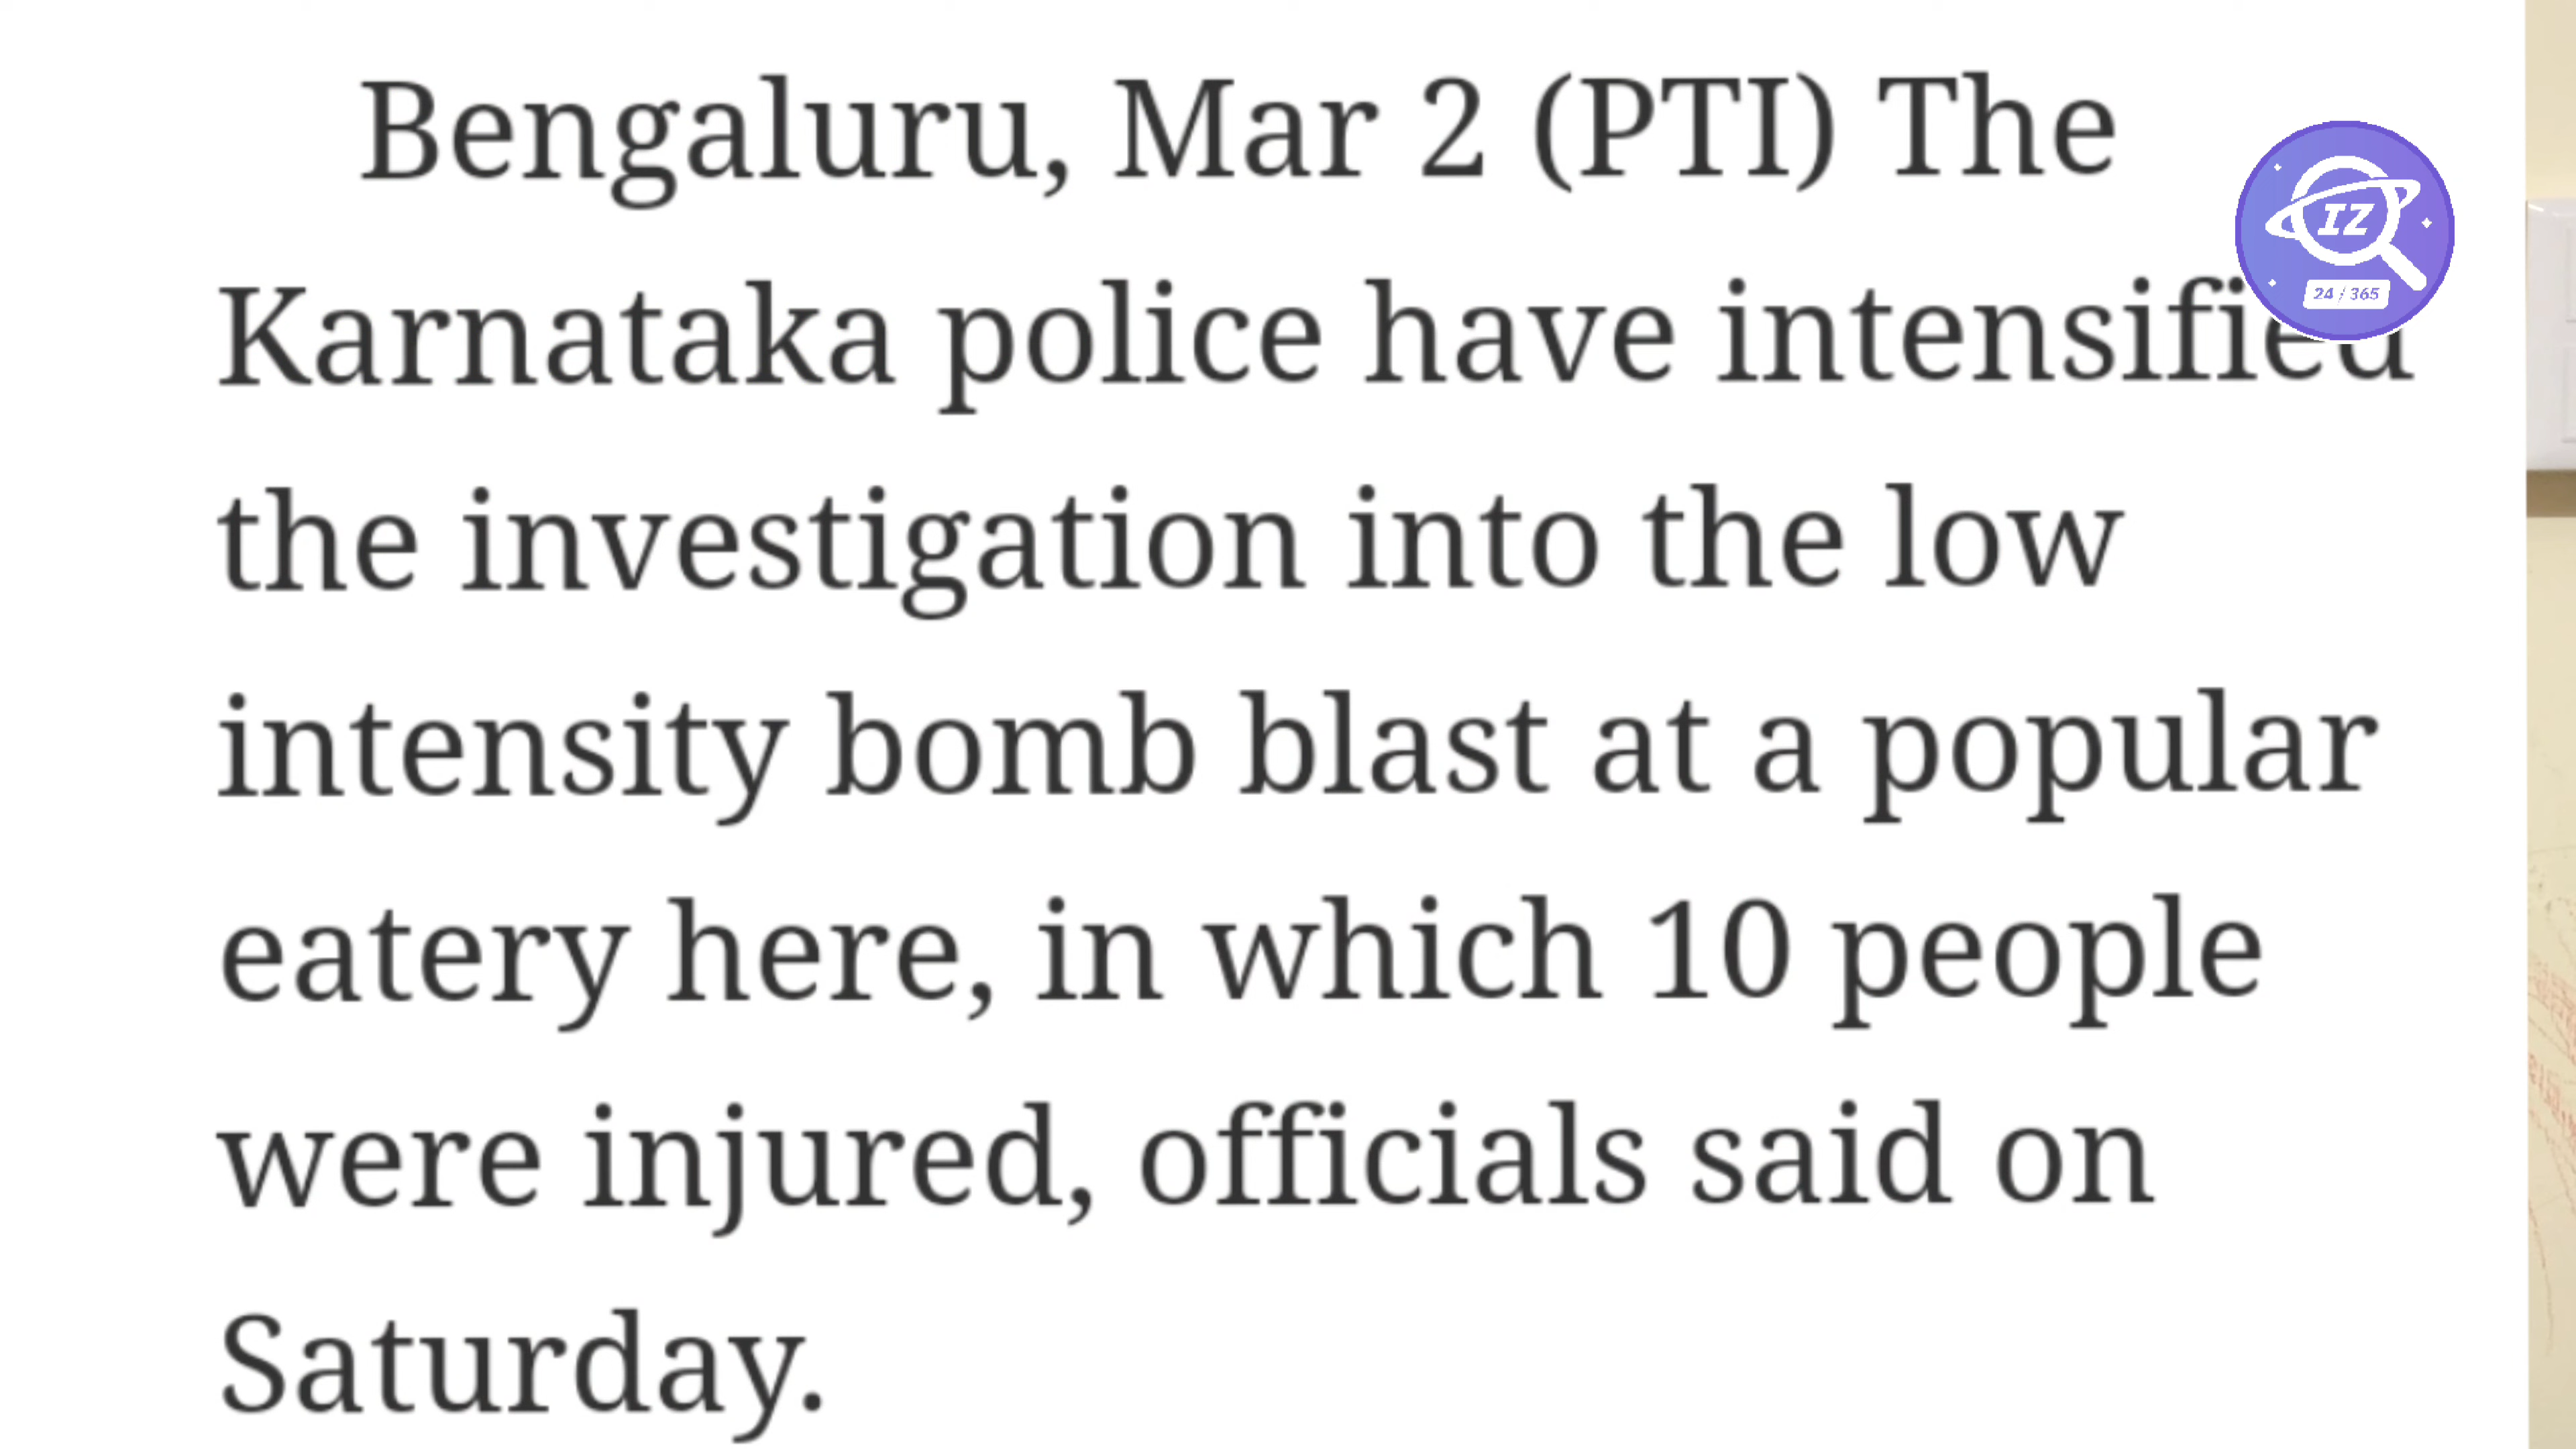 Bengaluru, Mar 2 (PTI) The
IZ
24 / 365
Karnataka police have intensified
the investigation into the low
intensity bomb blast at a popular
eatery here, in which 10 people
were injured, officials said on
Saturday.